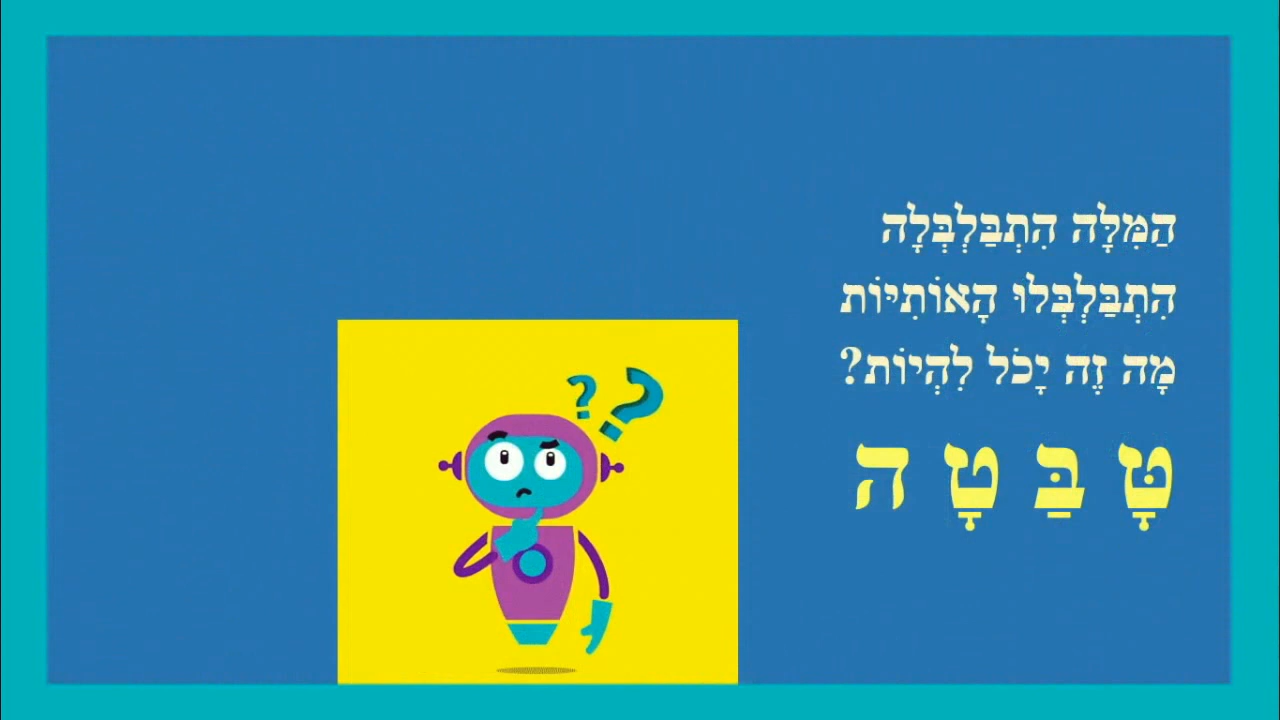 הַמִּלָּה הִתְבַּלְבְּלָה
הִתְבַּלְבְּלוּ הָאוֹתִיּוֹת
מָה זֶה יָכֹל לִהְיוֹת?
טָּ בַּ טָ ה
? ?